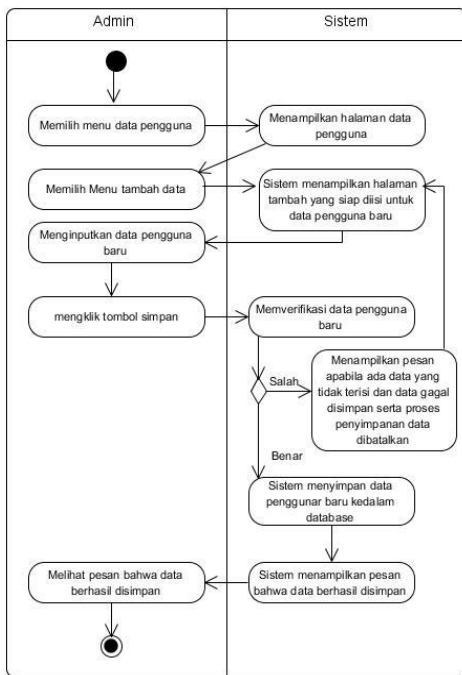 Admin
Sistem
Memilih menu data pengguna
Menampilkan halaman data
pengguna
Memilih Menu tambah data
Sistem menampilkan halaman
tambah yang siap diisi untuk
data pengguna baru
Menginputkan data pengguna
baru
mengklik tombol simpan
Memverifikasi data pengguna
baru
Salah
Menampilkan pesan
apabila ada data yang
tidak terisi dan data gagal
disimpan serta proses
penyimpanan data
dibatalkan
Benar
Sistem menyimpan data
penggunar baru kedalam
database
Melihat pesan bahwa data
berhasil disimpan
Sistem menampilkan pesan
bahwa data berhasil disimpan